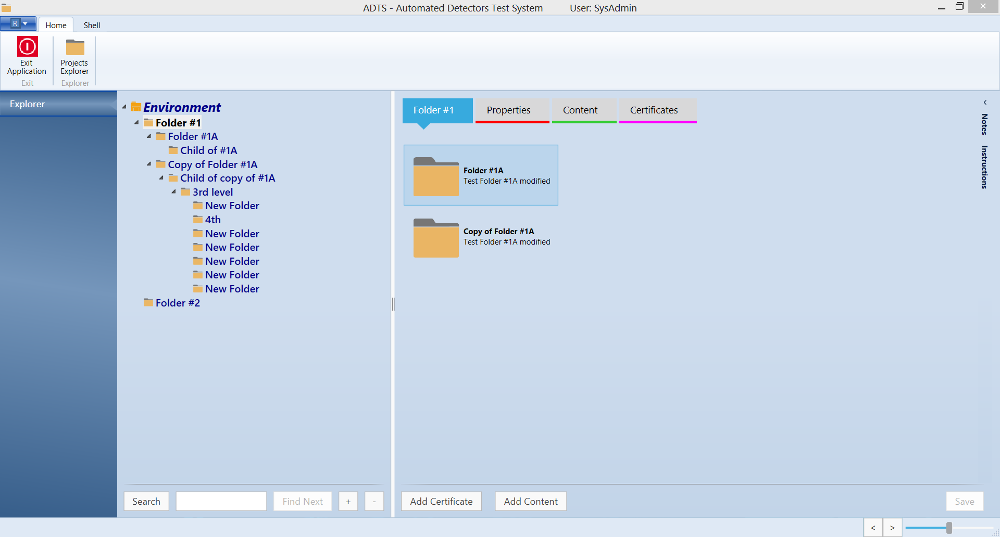 ADTS - Automated Detectors Test System User: SysAdmin
R
Home
Shell
Exit
Application
Exit
Projects
Explorer
Explorer
Explorer
Environment
Folder #1
Folder #1A
Child of #1A
Copy of Folder #1A
Child of copy of #1A
3rd level
New Folder
4th
New Folder
New Folder
New Folder
New Folder
New Folder
Folder #2
Search
Find Next
+
-
Folder #1
Properties
Content
Certificates
Folder #1A
Test Folder #1A modified
Copy of Folder #1A
Test Folder #1A modified
<
Notes
Instructions
Add Certificate
Add Content
Save
<
>